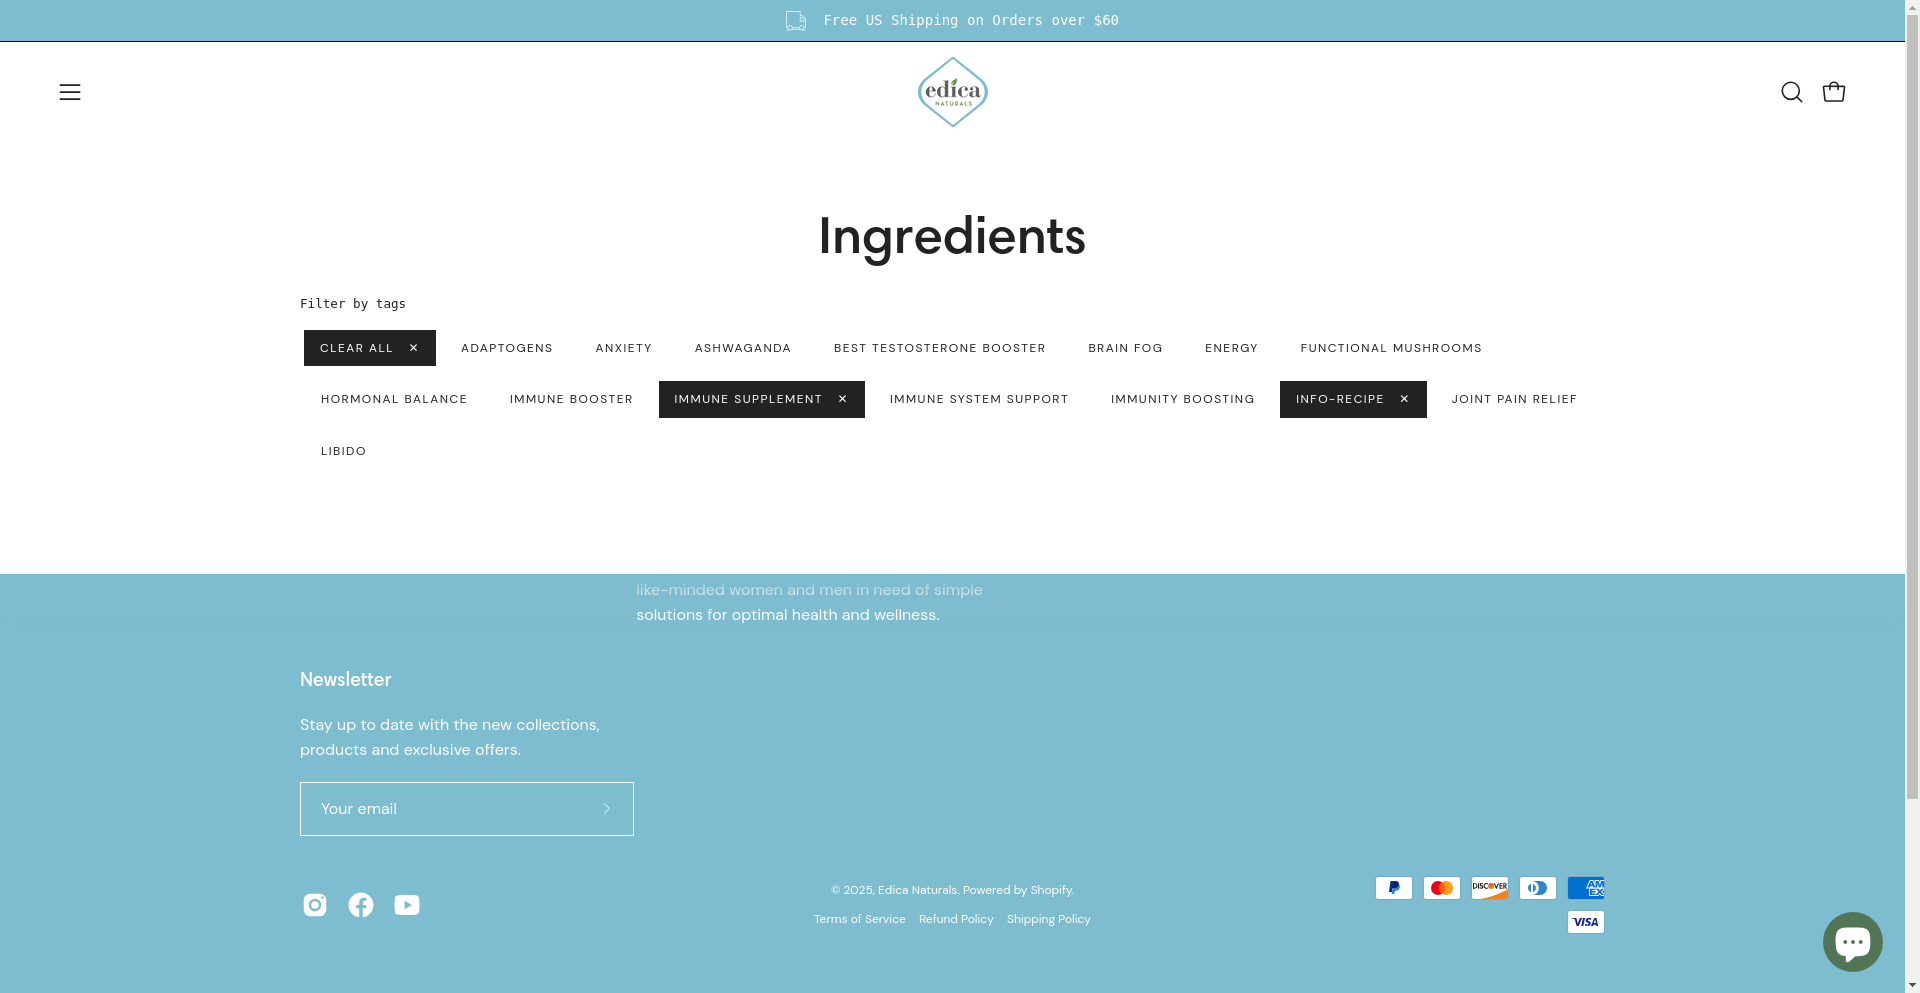 Free US Shipping on Orders over $60
edica
NATURALS
Ingredients
Filter by tags
CLEAR ALL ✕ ADAPTOGENS ANXIETY ASHWAGANDA BEST TESTOSTERONE BOOSTER BRAIN FOG ENERGY FUNCTIONAL MUSHROOMS
HORMONAL BALANCE IMMUNE BOOSTER IMMUNE SUPPLEMENT ✕ IMMUNE SYSTEM SUPPORT IMMUNITY BOOSTING INFO-RECIPE ✕ JOINT PAIN RELIEF
LIBIDO
like-minded women and men in need of simple
solutions for optimal health and wellness.
Newsletter
Stay up to date with the new collections,
products and exclusive offers.
Your email
© 2025, Edica Naturals. Powered by Shopify.
Terms of Service Refund Policy Shipping Policy
DISCOVER
AM
EX
VISA